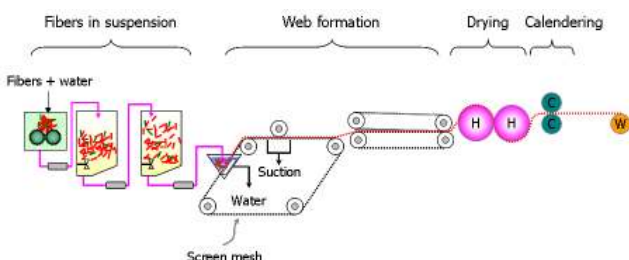 Fibers in suspension
Web formation
Drying
Calendering
Fibers + water
H
H
C
C
W
Suction
Water
Screen mesh